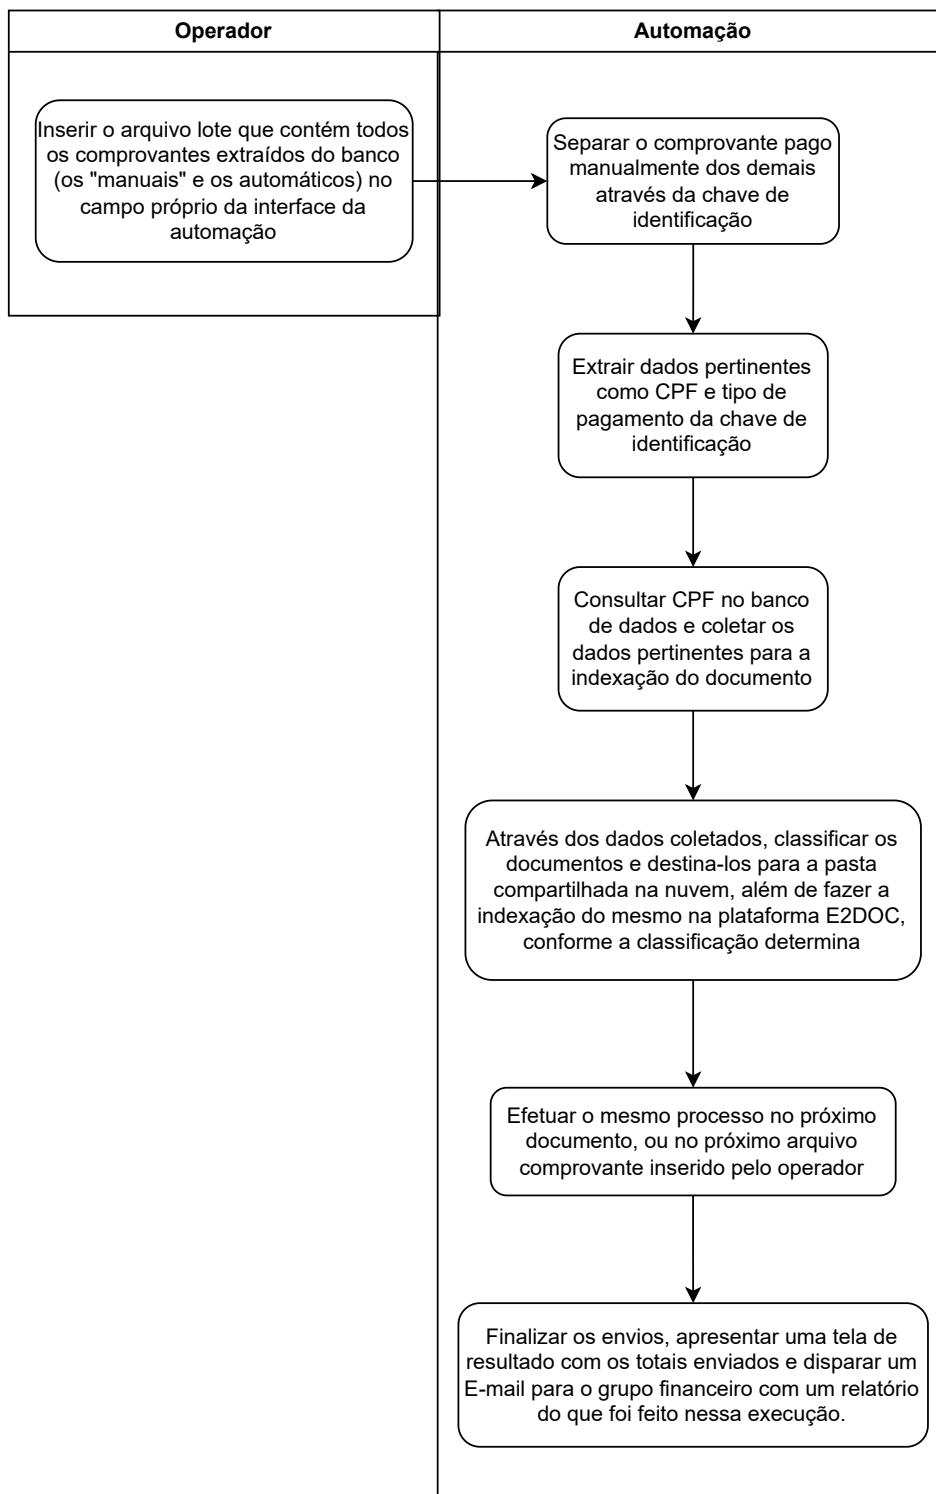 Operador
Automação
Inserir o arquivo lote que contém todos
os comprovantes extraídos do banco
(os "manuais" e os automáticos) no
campo próprio da interface da
automação
Separar o comprovante pago
manualmente dos demais
através da chave de
identificação
Extrair dados pertinentes
como CPF e tipo de
pagamento da chave de
identificação
Consultar CPF no banco
de dados e coletar os
dados pertinentes para a
indexação do documento
Através dos dados coletados, classificar os
documentos e destina-los para a pasta
compartilhada na nuvem, além de fazer a
indexação do mesmo na plataforma E2DOC,
conforme a classificação determina
Efetuar o mesmo processo no próximo
documento, ou no próximo arquivo
comprovante inserido pelo operador
Finalizar os envios, apresentar uma tela de
resultado com os totais enviados e disparar um
E-mail para o grupo financeiro com um relatório
do que foi feito nessa execução.